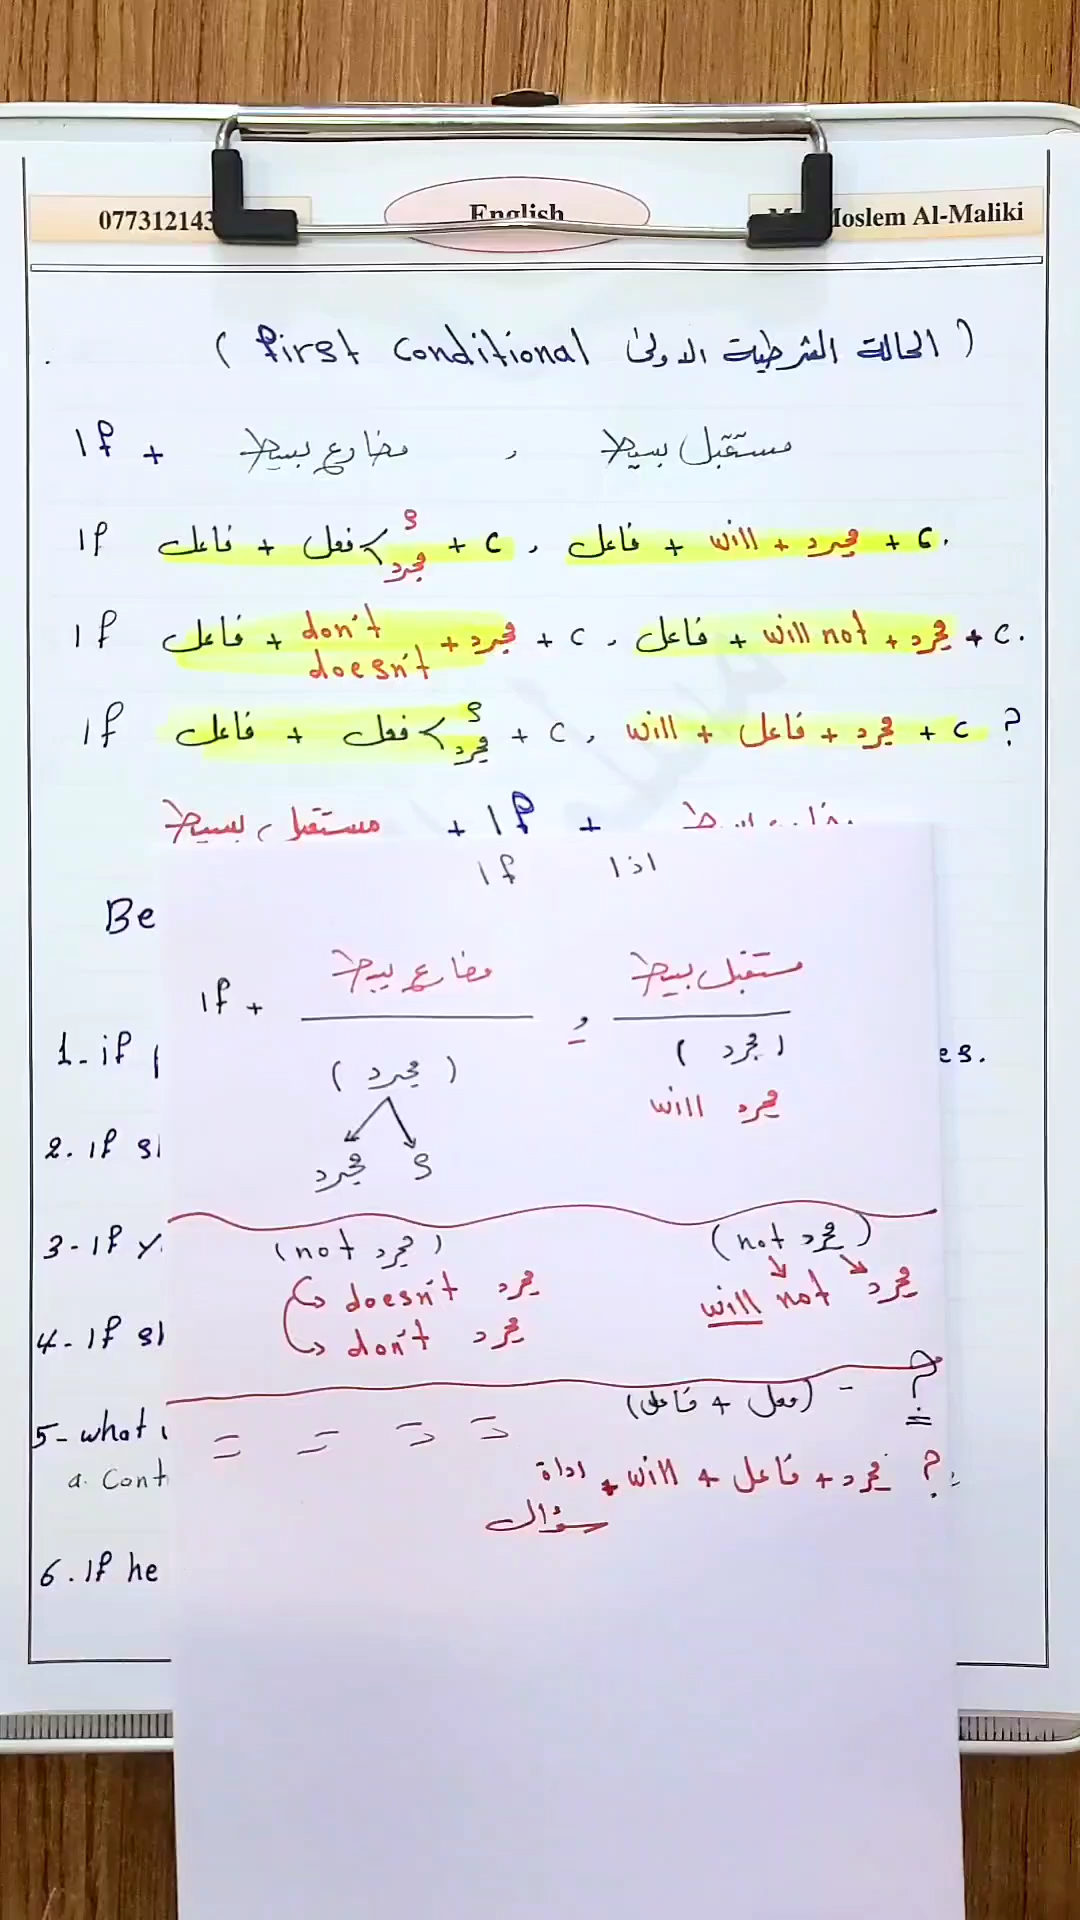 077312143
English
Moslem Al-Maliki
( first conditional الحالة الشرطية الاولى )
If + مضارع بسيط , مستقبل بسيط
If فاعل + فعل < s مجرد + c , فاعل + will + مجرد + c .
If فاعل + don't doesn't + مجرد + c , فاعل + will not + مجرد + c .
If فاعل + فعل < s مجرد + c , will + فاعل + مجرد + c ?
مستقبل بسيط + If +
If اذا
Be
If + مضارع بسيط , مستقبل بسيط
( مجرد ) ( مجرد )
will مجرد
مجرد s
1- if
es.
2. If
3- If
4- If
5- what
a.
6. If he
( not مجرد ) ( not مجرد )
doesn't مجرد will not مجرد
don't مجرد
( فعل + فاعل ) - ?
= = = =
اداة سؤال + will + فاعل + مجرد ?